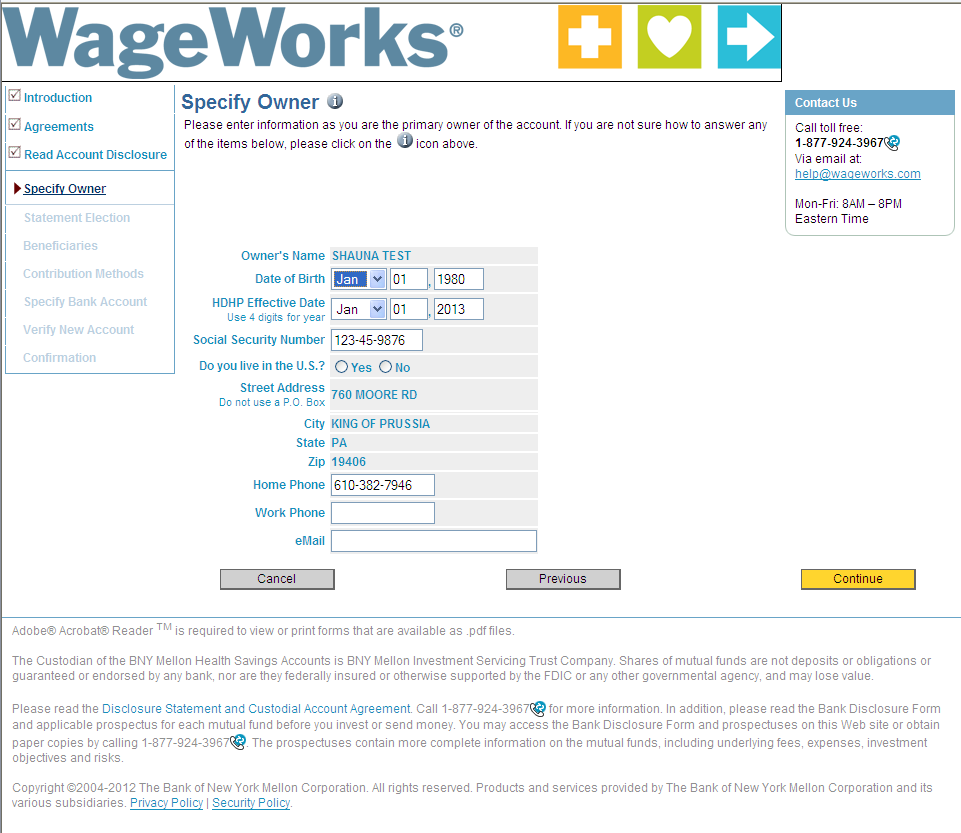 WageWorks®
Introduction
Agreements
Read Account Disclosure
Specify Owner
Statement Election
Beneficiaries
Contribution Methods
Specify Bank Account
Verify New Account
Confirmation
Specify Owner i
Please enter information as you are the primary owner of the account. If you are not sure how to answer any
of the items below, please click on the i icon above.
Contact Us
Call toll free:
1-877-924-3967
Via email at:
help@wageworks.com
Mon-Fri: 8AM – 8PM
Eastern Time
Owner's Name SHAUNA TEST
Date of Birth Jan 01 , 1980
HDHP Effective Date Jan 01 , 2013
Use 4 digits for year
Social Security Number 123-45-9876
Do you live in the U.S.? Yes No
Street Address 760 MOORE RD
Do not use a P.O. Box
City KING OF PRUSSIA
State PA
Zip 19406
Home Phone 610-382-7946
Work Phone
eMail
Cancel Previous Continue
Adobe® Acrobat® Reader TM is required to view or print forms that are available as .pdf files.
The Custodian of the BNY Mellon Health Savings Accounts is BNY Mellon Investment Servicing Trust Company. Shares of mutual funds are not deposits or obligations or
guaranteed or endorsed by any bank, nor are they federally insured or otherwise supported by the FDIC or any other governmental agency, and may lose value.
Please read the Disclosure Statement and Custodial Account Agreement. Call 1-877-924-3967 for more information. In addition, please read the Bank Disclosure Form
and applicable prospectus for each mutual fund before you invest or send money. You may access the Bank Disclosure Form and prospectuses on this Web site or obtain
paper copies by calling 1-877-924-3967. The prospectuses contain more complete information on the mutual funds, including underlying fees, expenses, investment
objectives and risks.
Copyright ©2004-2012 The Bank of New York Mellon Corporation. All rights reserved. Products and services provided by The Bank of New York Mellon Corporation and its
various subsidiaries. Privacy Policy | Security Policy.